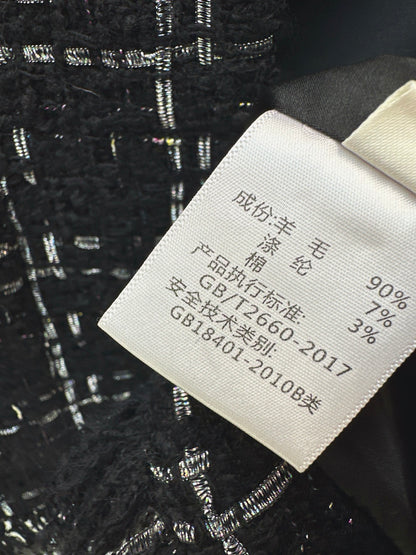 成份:羊 毛 90%
涤 纶 7%
棉 3%
产品执行标准:
GB/T2660-2017
安全技术类别:
GB18401-2010B类